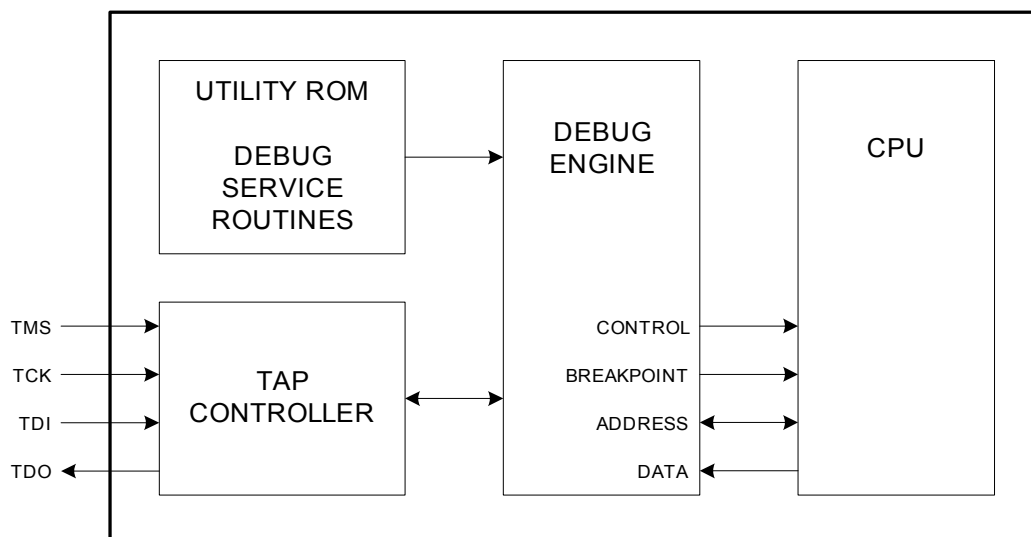 UTILITY ROM
DEBUG
SERVICE
ROUTINES
DEBUG
ENGINE
CPU
TMS
TCK
TDI
TDO
TAP
CONTROLLER
CONTROL
BREAKPOINT
ADDRESS
DATA